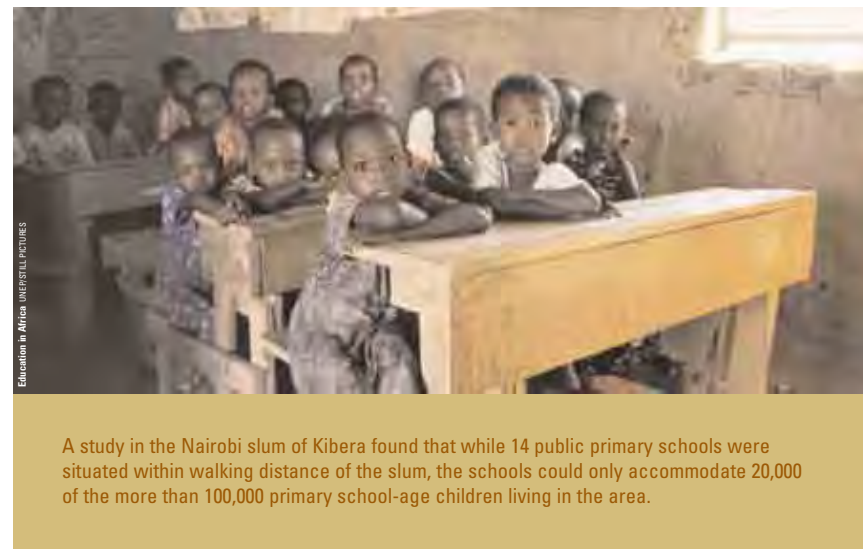 Education in Africa UNEP/STILL PICTURES
A study in the Nairobi slum of Kibera found that while 14 public primary schools were
situated within walking distance of the slum, the schools could only accommodate 20,000
of the more than 100,000 primary school-age children living in the area.